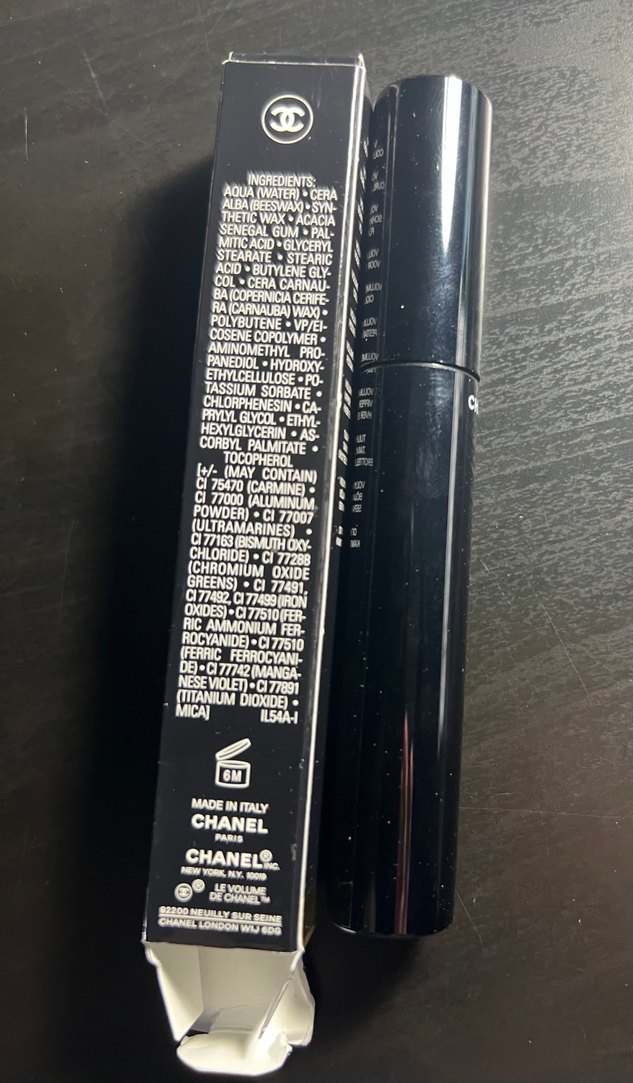 INGREDIENTS:
AQUA (WATER) • CERA
ALBA (BEESWAX) • SYN-
THETIC WAX • ACACIA
SENEGAL GUM • PAL-
MITIC ACID • GLYCERYL
STEARATE • STEARIC
ACID • BUTYLENE GLY-
COL • CERA CARNAU-
BA (COPERNICIA CERIFE-
RA (CARNAUBA) WAX) •
POLYBUTENE • VP/EI-
COSENE COPOLYMER •
AMINOMETHYL PRO-
PANEDIOL • HYDROXY-
ETHYLCELLULOSE • PO-
TASSIUM SORBATE •
CHLORPHENESIN • CA-
PRYLYL GLYCOL • ETHYL-
HEXYLGLYCERIN • AS-
CORBYL PALMITATE •
TOCOPHEROL
[+/- (MAY CONTAIN)
CI 75470 (CARMINE) •
CI 77000 (ALUMINUM
POWDER) • CI 77007
(ULTRAMARINES) •
CI 77163 (BISMUTH OXY-
CHLORIDE) • CI 77288
(CHROMIUM OXIDE
GREENS) • CI 77491,
CI 77492, CI 77499 (IRON
OXIDES) • CI 77510 (FER-
RIC AMMONIUM FER-
ROCYANIDE) • CI 77510
(FERRIC FERROCYANI-
DE) • CI 77742 (MANGA-
NESE VIOLET) • CI 77891
(TITANIUM DIOXIDE) •
MICA] IL54A-I
6M
MADE IN ITALY
CHANEL
PARIS
CHANEL® INC.
NEW YORK, N.Y. 10019
® LE VOLUME
DE CHANEL™
92200 NEUILLY SUR SEINE
CHANEL LONDON W1J 6DG